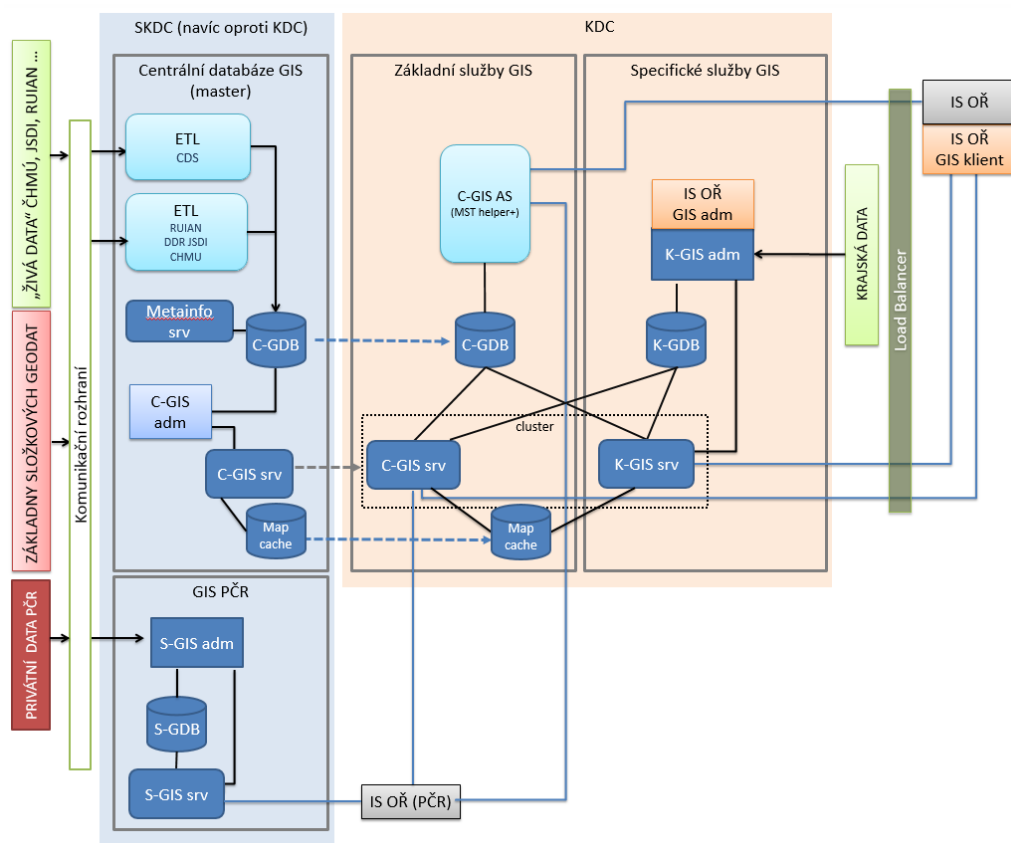 SKDC (navíc oproti KDC)
KDC
„ŽIVÁ DATA“ ČHMÚ, JSDI, RUIAN ...
ZÁKLADNY SLOŽKOVÝCH GEODAT
PRIVÁTNÍ DATA PČR
Komunikační rozhraní
Centrální databáze GIS
(master)
ETL
CDS
ETL
RUIAN
DDR JSDI
CHMU
Metainfo
srv
C-GDB
C-GIS
adm
C-GIS srv
Map
cache
GIS PČR
S-GIS adm
S-GDB
S-GIS srv
Základní služby GIS
C-GIS AS
(MST helper+)
C-GDB
cluster
C-GIS srv
Map
cache
Specifické služby GIS
IS OŘ
GIS adm
K-GIS adm
K-GDB
K-GIS srv
KRAJSKÁ DATA
Load Balancer
IS OŘ
IS OŘ
GIS klient
IS OŘ (PČR)